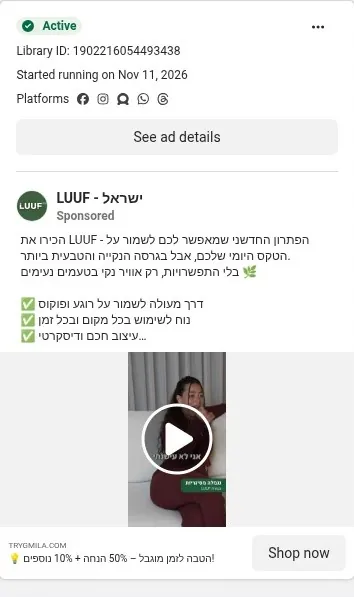 Active
Library ID: 1902216054493438
Started running on Nov 11, 2026
Platforms
See ad details
LUUF
LUUF - ישראל
Sponsored
הכירו את LUUF - הפתרון החדשני שמאפשר לכם לשמור על
הטקס היומי שלכם, אבל בגרסה הנקייה והטבעית ביותר.
בלי התפשרויות, רק אוויר נקי בטעמים נעימים 🌿
✅ דרך מעולה לשמור על רוגע ופוקוס
✅ נוח לשימוש בכל מקום ובכל זמן
✅ עיצוב חכם ודיסקרטי...
אני לא עישנתי
TRYGMILA.COM
💡 הטבה לזמן מוגבל – 50% הנחה + 10% נוספים!
Shop now